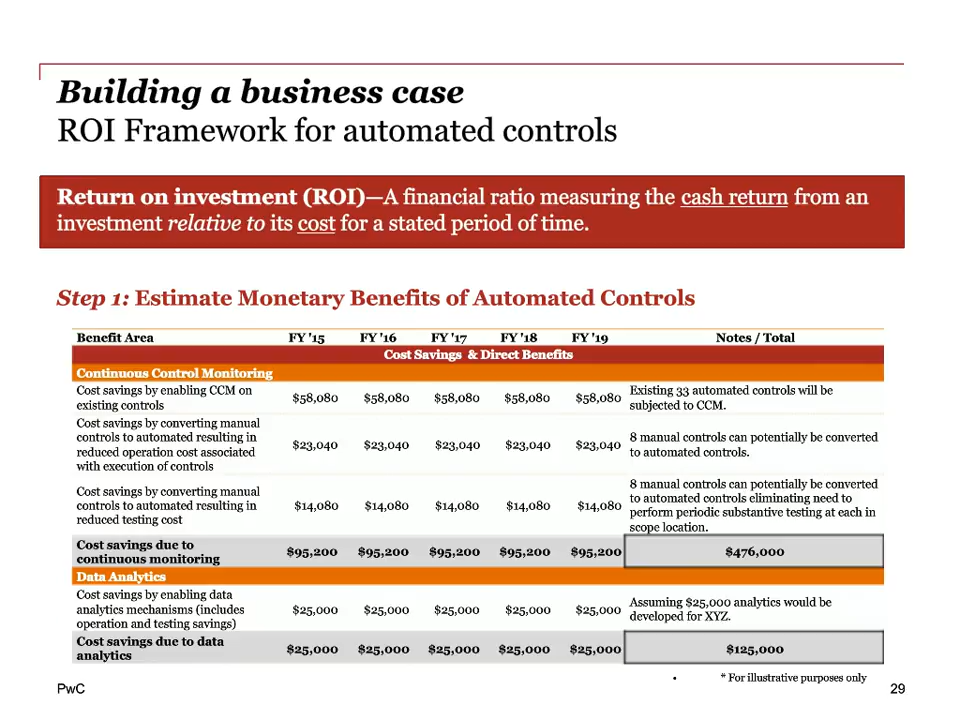 Building a business case
ROI Framework for automated controls
Return on investment (ROI)—A financial ratio measuring the cash return from an
investment relative to its cost for a stated period of time.
Step 1: Estimate Monetary Benefits of Automated Controls
Benefit Area FY '15 FY '16 FY '17 FY '18 FY '19 Notes / Total
Cost Savings & Direct Benefits
Continuous Control Monitoring
Cost savings by enabling CCM on
existing controls
$58,080 $58,080 $58,080 $58,080 $58,080
Existing 33 automated controls will be
subjected to CCM.
Cost savings by converting manual
controls to automated resulting in
reduced operation cost associated
with execution of controls
$23,040 $23,040 $23,040 $23,040 $23,040
8 manual controls can potentially be converted
to automated controls.
Cost savings by converting manual
controls to automated resulting in
reduced testing cost
$14,080 $14,080 $14,080 $14,080 $14,080
8 manual controls can potentially be converted
to automated controls eliminating need to
perform periodic substantive testing at each in
scope location.
Cost savings due to
continuous monitoring
$95,200 $95,200 $95,200 $95,200 $95,200 $476,000
Data Analytics
Cost savings by enabling data
analytics mechanisms (includes
operation and testing savings)
$25,000 $25,000 $25,000 $25,000 $25,000
Assuming $25,000 analytics would be
developed for XYZ.
Cost savings due to data
analytics
$25,000 $25,000 $25,000 $25,000 $25,000 $125,000
• * For illustrative purposes only
PwC 29